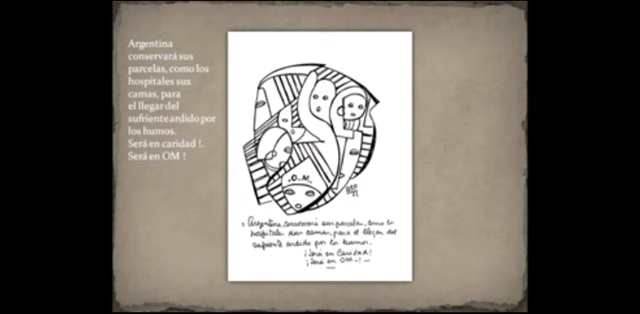 Argentina
conservará sus
parcelas, como los
hospitales sus
camas, para
el llegar del
sufriente ardido por
los humos.
Será en caridad !.
Será en OM !
.O.M.
Argentina conservará sus parcelas, como los
hospitales sus camas, para el llegar del
sufriente ardido por los humos.
¡Será en Caridad!
¡Será en OM-!-